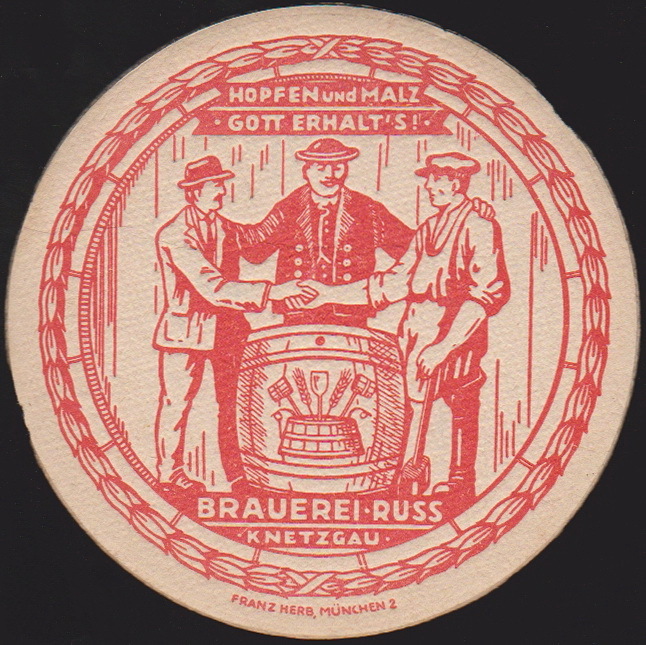 HOPFEN und MALZ
· GOTT ERHALT'S! ·
BRAUEREI · RUSS
· KNETZGAU ·
FRANZ HERB, MÜNCHEN 2